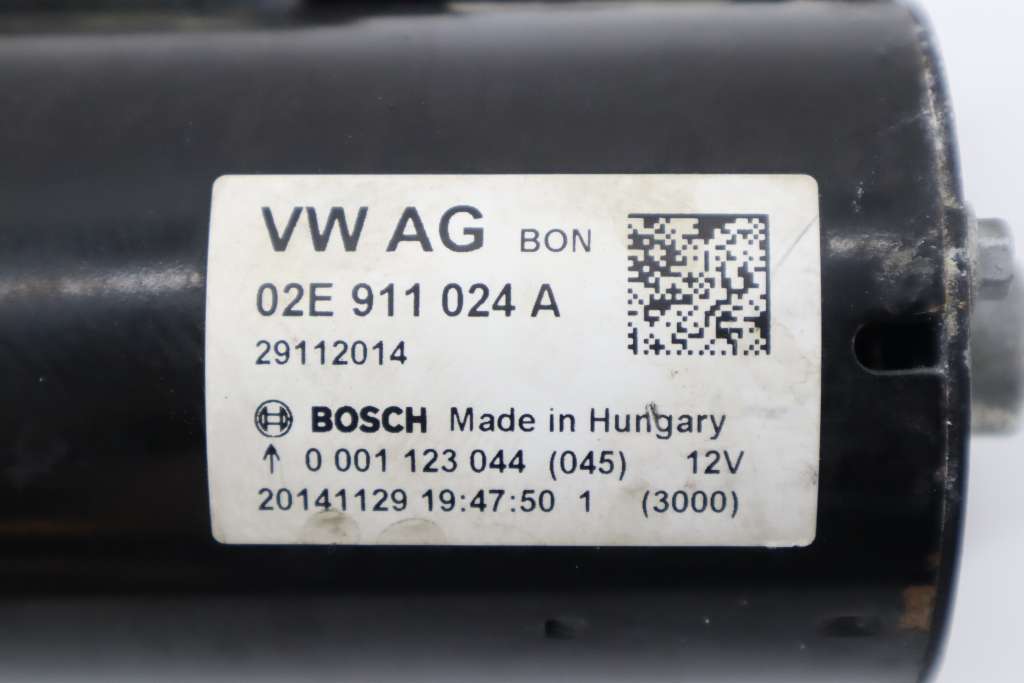 VW AG BON
02E 911 024 A
29112014
BOSCH Made in Hungary
↑ 0 001 123 044 (045) 12V
20141129 19:47:50 1 (3000)